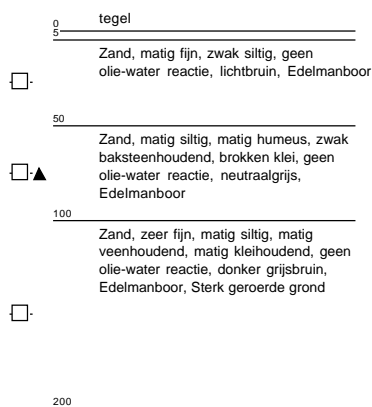 0 tegel
5
Zand, matig fijn, zwak siltig, geen
olie-water reactie, lichtbruin, Edelmanboor
50
Zand, matig siltig, matig humeus, zwak
baksteenhoudend, brokken klei, geen
olie-water reactie, neutraalgrijs,
Edelmanboor
100
Zand, zeer fijn, matig siltig, matig
veenhoudend, matig kleihoudend, geen
olie-water reactie, donker grijsbruin,
Edelmanboor, Sterk geroerde grond
200